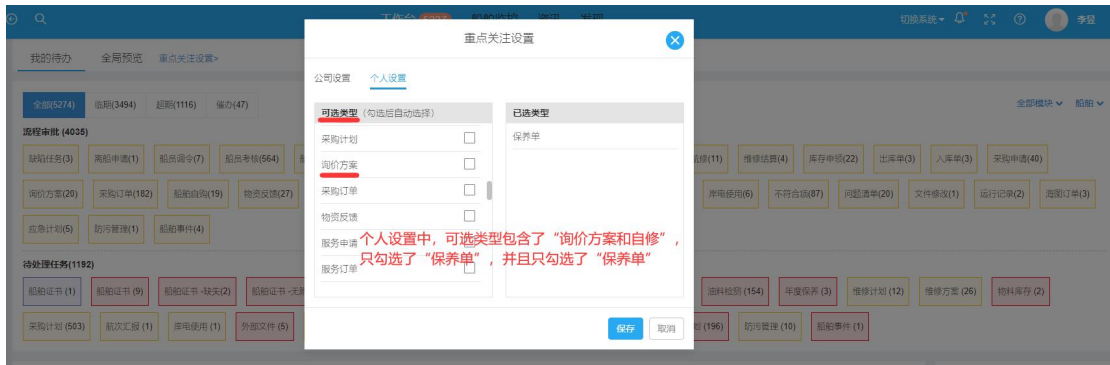 工作台 5227 船舶监控 资讯 发现
切换系统
李昱
我的待办 全局预览 重点关注设置>
全部(5274) 临期(3494) 超期(1116) 催办(47)
全部模块 船舶
流程审批 (4035)
缺陷任务(3) 离船申请(1) 船员调令(7) 船员考核(564)
维修结算(4) 库存申领(22) 出库单(3) 入库单(3) 采购申请(40)
询价方案(20) 采购订单(182) 船舶自购(19) 物资反馈(27)
岸电使用(6) 不符合项(87) 问题清单(20) 文件修改(1) 运行记录(2) 海图订单(3)
应急计划(5) 防污管理(1) 船舶事件(4)
待处理任务(1192)
船舶证书 (1) 船舶证书 (9) 船舶证书 -缺失(2)
油料检测 (154) 年度保养 (3) 维修计划 (12) 维修方案 (26) 物料库存 (2)
采购计划 (503) 航次汇报 (1) 岸电使用 (1) 外部文件 (5)
(196) 防污管理 (10) 船舶事件 (1)
重点关注设置
公司设置 个人设置
可选类型 (勾选后自动选择)
采购计划
询价方案
采购订单
物资反馈
服务申请
服务订单
已选类型
保养单
个人设置中，可选类型包含了“询价方案和自修”，
只勾选了“保养单”，并且只勾选了“保养单”
保存 取消